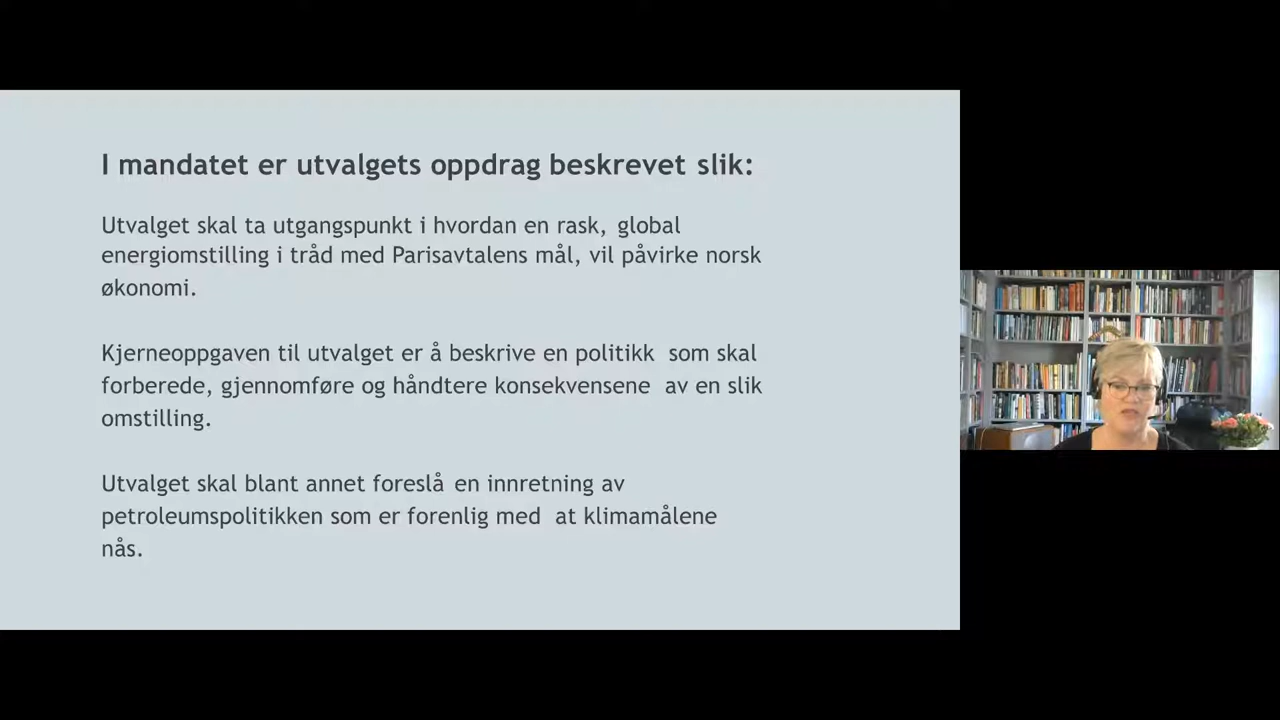 I mandatet er utvalgets oppdrag beskrevet slik:
Utvalget skal ta utgangspunkt i hvordan en rask, global
energiomstilling i tråd med Parisavtalens mål, vil påvirke norsk
økonomi.
Kjerneoppgaven til utvalget er å beskrive en politikk som skal
forberede, gjennomføre og håndtere konsekvensene av en slik
omstilling.
Utvalget skal blant annet foreslå en innretning av
petroleumspolitikken som er forenlig med at klimamålene
nås.